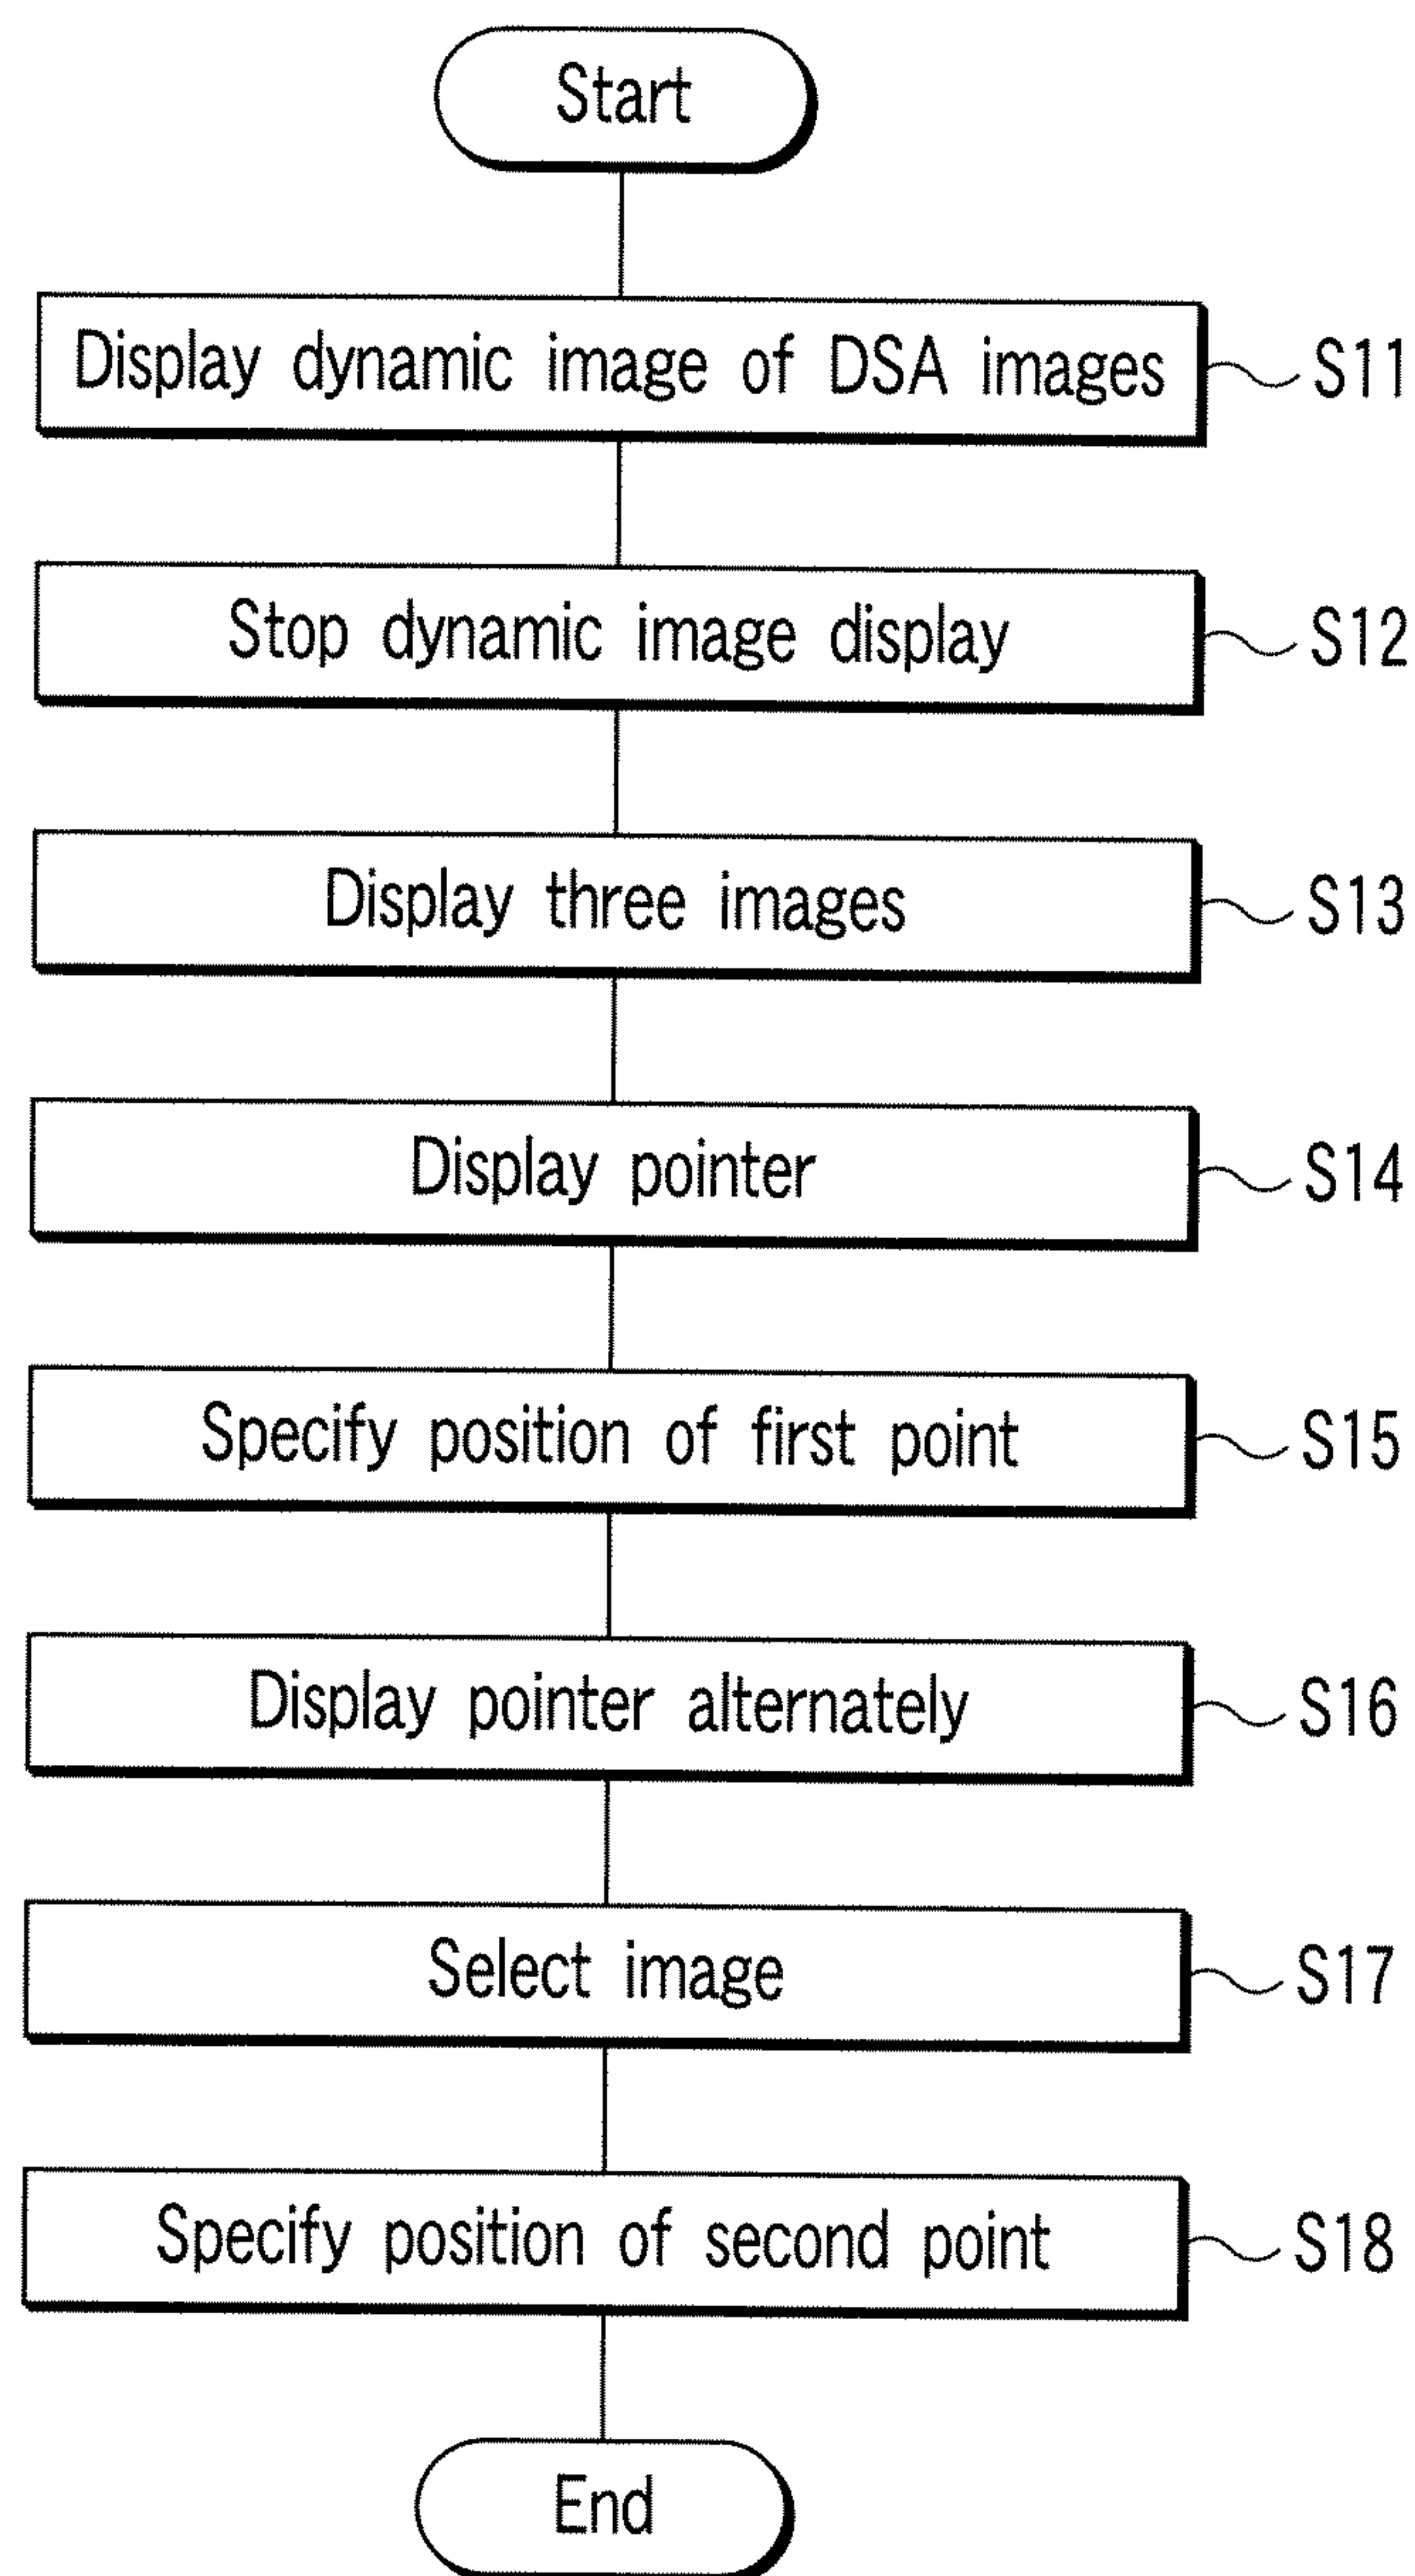 Start
Display dynamic image of DSA images S11
Stop dynamic image display S12
Display three images S13
Display pointer S14
Specify position of first point S15
Display pointer alternately S16
Select image S17
Specify position of second point S18
End